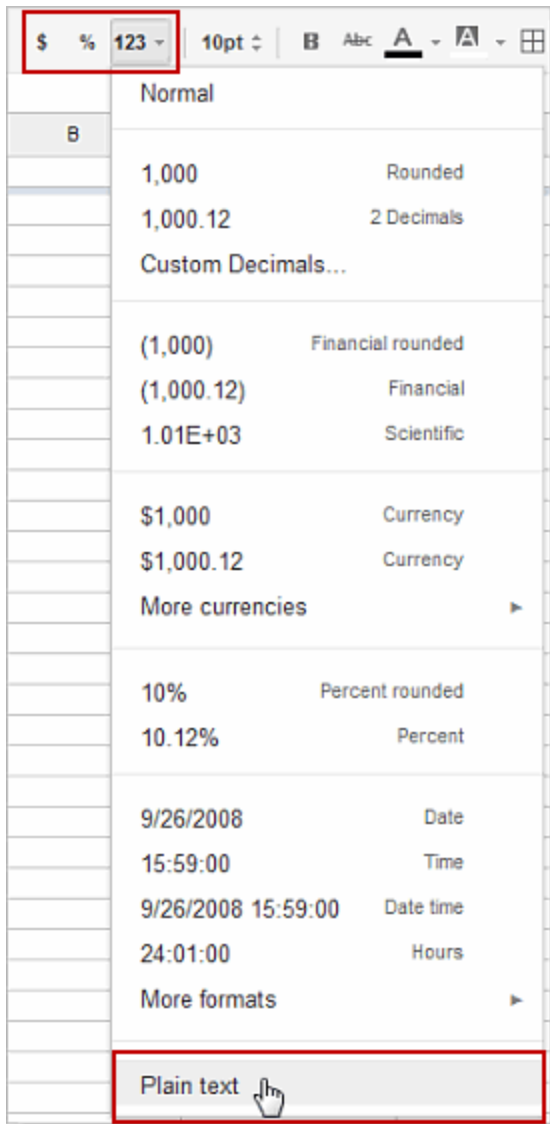 $ % 123 10pt B Abc A A
Normal
B
1,000 Rounded
1,000.12 2 Decimals
Custom Decimals...
(1,000) Financial rounded
(1,000.12) Financial
1.01E+03 Scientific
$1,000 Currency
$1,000.12 Currency
More currencies
10% Percent rounded
10.12% Percent
9/26/2008 Date
15:59:00 Time
9/26/2008 15:59:00 Date time
24:01:00 Hours
More formats
Plain text